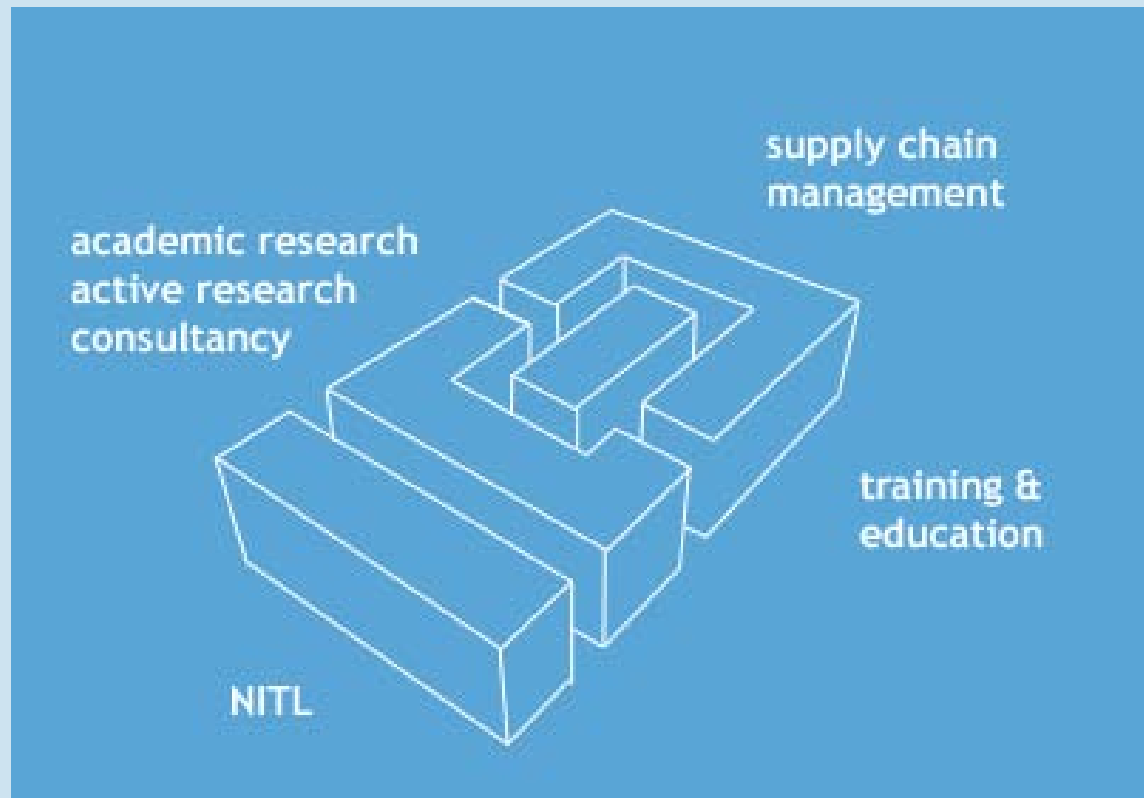 supply chain
management
academic research
active research
consultancy
training &
education
NITL